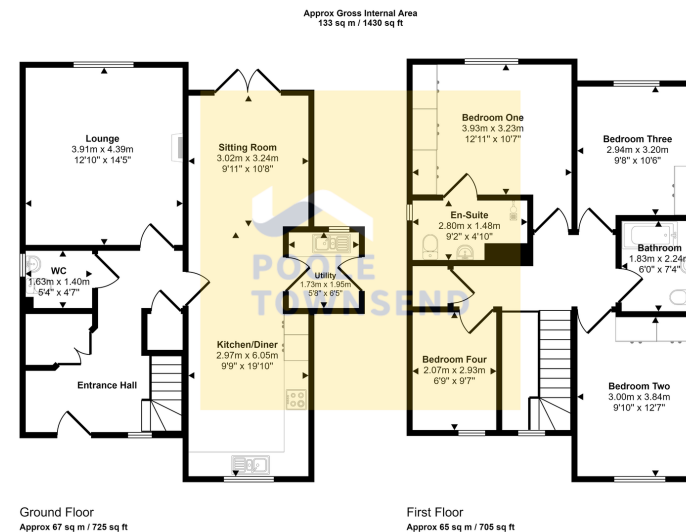 Approx Gross Internal Area
133 sq m / 1430 sq ft
Lounge
3.91m x 4.39m
12'10" x 14'5"
Sitting Room
3.02m x 3.24m
9'11" x 10'8"
WC
1.63m x 1.40m
5'4" x 4'7"
Utility
1.73m x 1.95m
5'8" x 6'5"
Kitchen/Diner
2.97m x 6.05m
9'9" x 19'10"
Entrance Hall
POOLE
TOWNSEND
Bedroom One
3.93m x 3.23m
12'11" x 10'7"
Bedroom Three
2.94m x 3.20m
9'8" x 10'6"
En-Suite
2.80m x 1.48m
9'2" x 4'10"
Bathroom
1.83m x 2.24m
6'0" x 7'4"
Bedroom Four
2.07m x 2.93m
6'9" x 9'7"
Bedroom Two
3.00m x 3.84m
9'10" x 12'7"
Ground Floor
Approx 67 sq m / 725 sq ft
First Floor
Approx 65 sq m / 705 sq ft